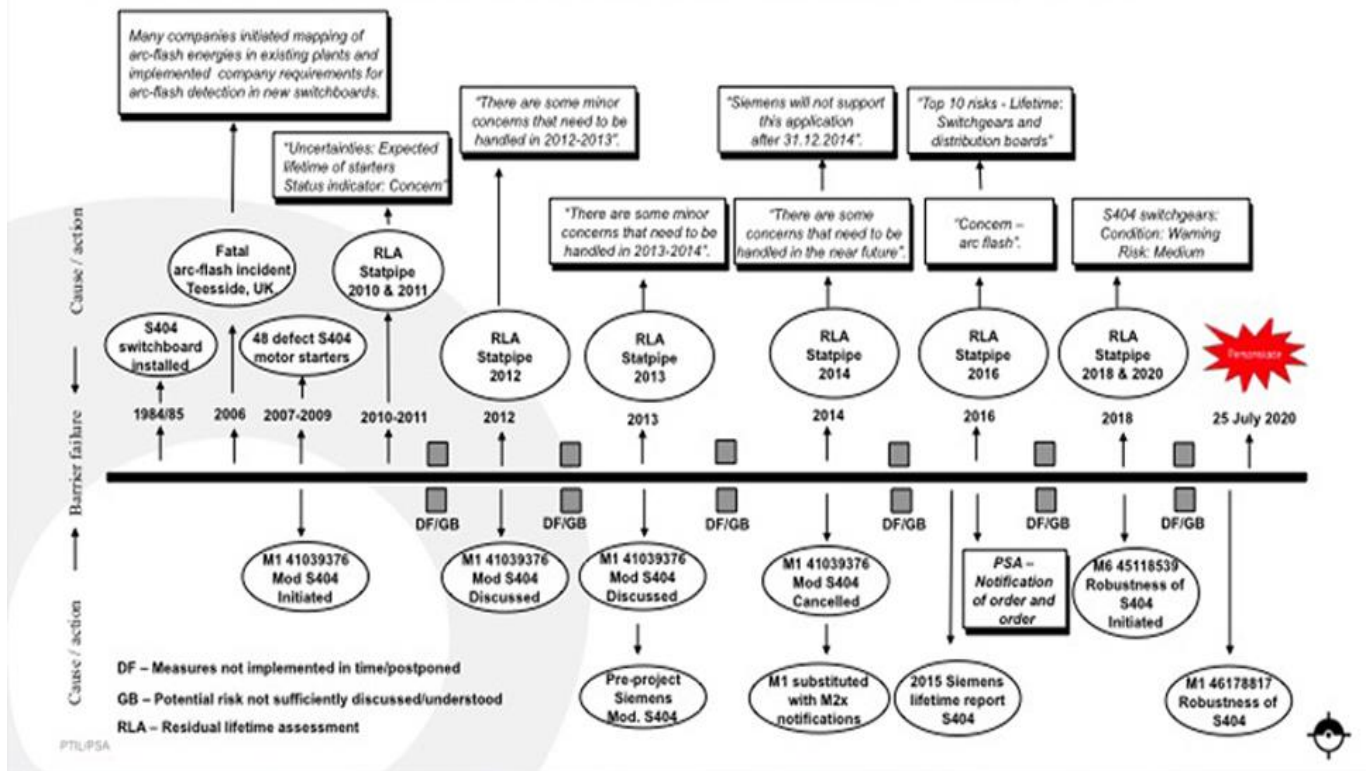 Many companies initiated mapping of
arc-flash energies in existing plants and
implemented company requirements for
arc-flash detection in new switchboards.
"Uncertainties: Expected
lifetime of starters
Status indicator: Concern"
"There are some minor
concerns that need to be
handled in 2012-2013".
"Siemens will not support
this application
after 31.12.2014".
"Top 10 risks - Lifetime:
Switchgears and
distribution boards"
"There are some minor
concerns that need to be
handled in 2013-2014".
"There are some
concerns that need to be
handled in the near future".
"Concern –
arc flash".
S404 switchgears:
Condition: Warning
Risk: Medium
Cause / action
Barrier failure
Cause / action
S404
switchboard
installed
Fatal
arc-flash incident
Teesside, UK
48 defect S404
motor starters
RLA
Statpipe
2010 & 2011
RLA
Statpipe
2012
RLA
Statpipe
2013
RLA
Statpipe
2014
RLA
Statpipe
2016
RLA
Statpipe
2018 & 2020
1984/85
2006
2007-2009
2010-2011
2012
2013
2014
2016
2018
25 July 2020
DF/GB
DF/GB
DF/GB
DF/GB
DF/GB
DF/GB
M1 41039376
Mod S404
Initiated
M1 41039376
Mod S404
Discussed
M1 41039376
Mod S404
Discussed
M1 41039376
Mod S404
Cancelled
PSA –
Notification
of order and
order
M6 45118539
Robustness of
S404
Initiated
Pre-project
Siemens
Mod. S404
M1 substituted
with M2x
notifications
2015 Siemens
lifetime report
S404
M1 46178817
Robustness of
S404
DF – Measures not implemented in time/postponed
GB – Potential risk not sufficiently discussed/understood
RLA – Residual lifetime assessment
PTIL/PSA